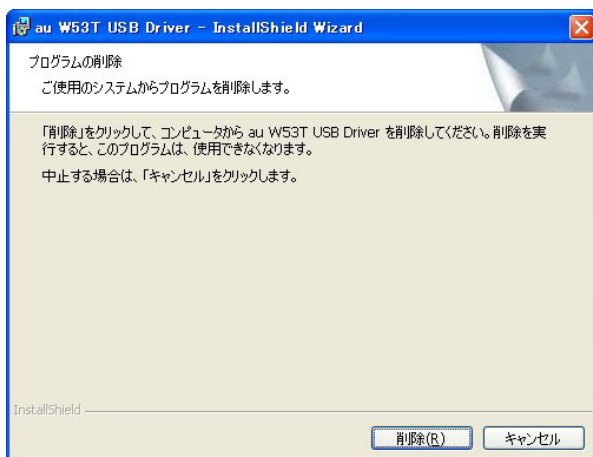 au W53T USB Driver - InstallShield Wizard
プログラムの削除
ご使用のシステムからプログラムを削除します。
「削除」をクリックして、コンピュータから au W53T USB Driver を削除してください。削除を実
行すると、このプログラムは、使用できなくなります。
中止する場合は、「キャンセル」をクリックします。
InstallShield
削除(R)
キャンセル